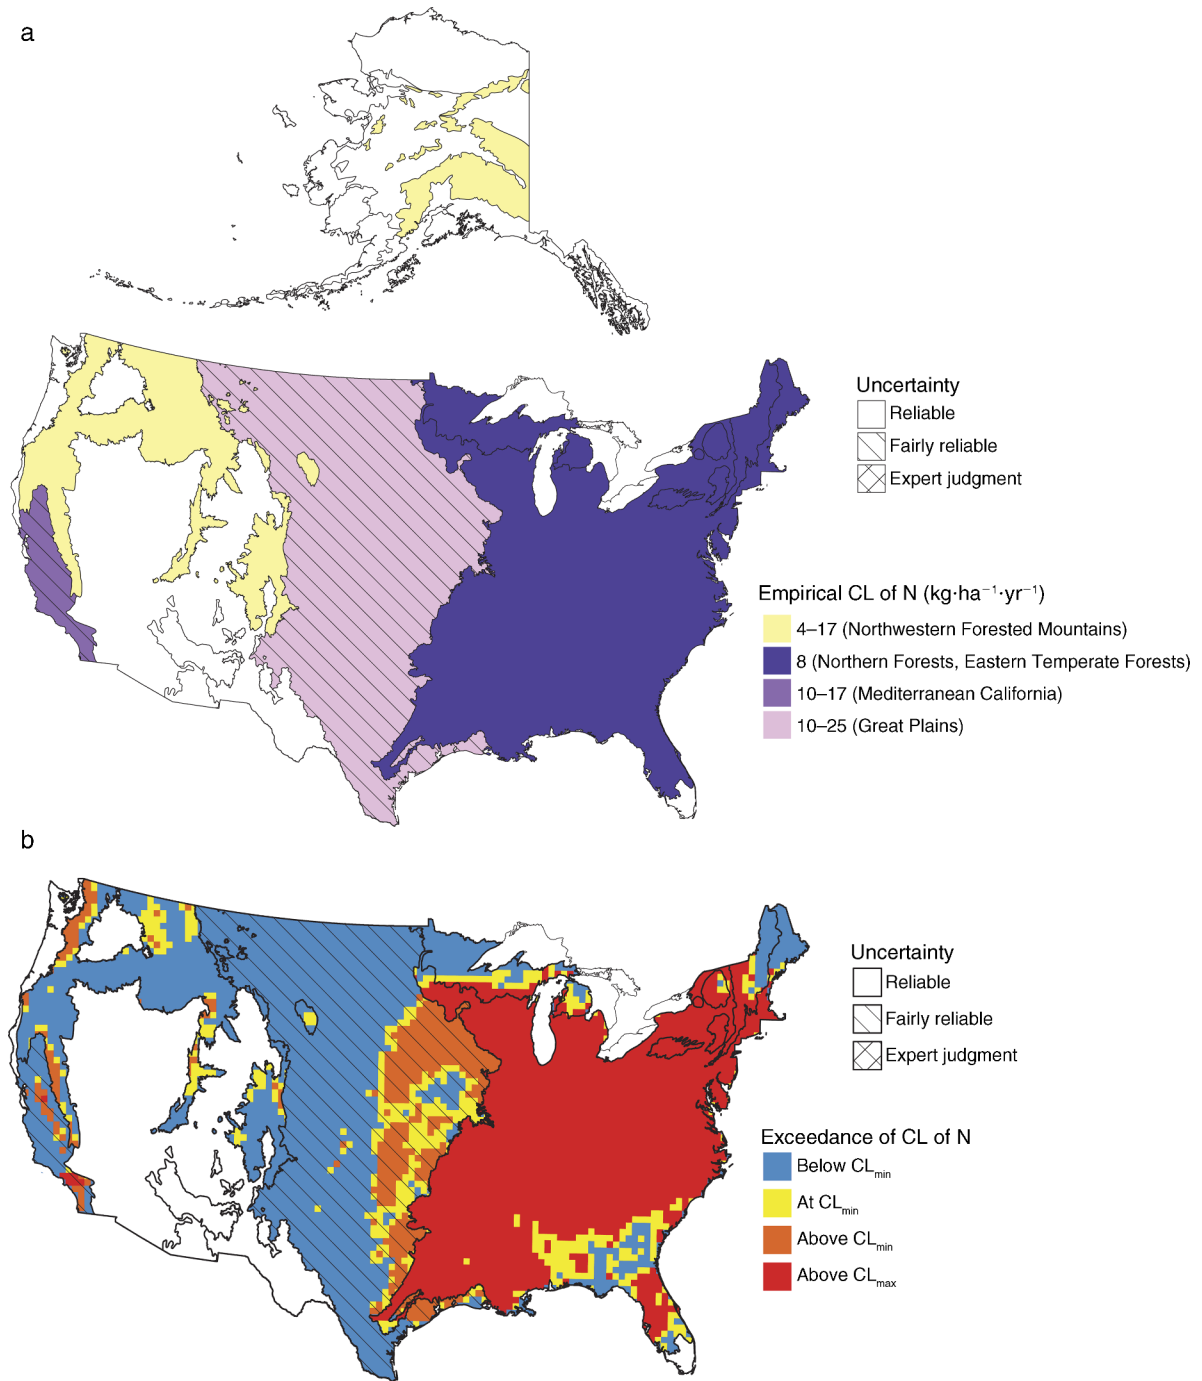 a
Uncertainty
Reliable
Fairly reliable
Expert judgment
Empirical CL of N (kg·ha⁻¹·yr⁻¹)
4–17 (Northwestern Forested Mountains)
8 (Northern Forests, Eastern Temperate Forests)
10–17 (Mediterranean California)
10–25 (Great Plains)
b
Uncertainty
Reliable
Fairly reliable
Expert judgment
Exceedance of CL of N
Below CLmin
At CLmin
Above CLmin
Above CLmax